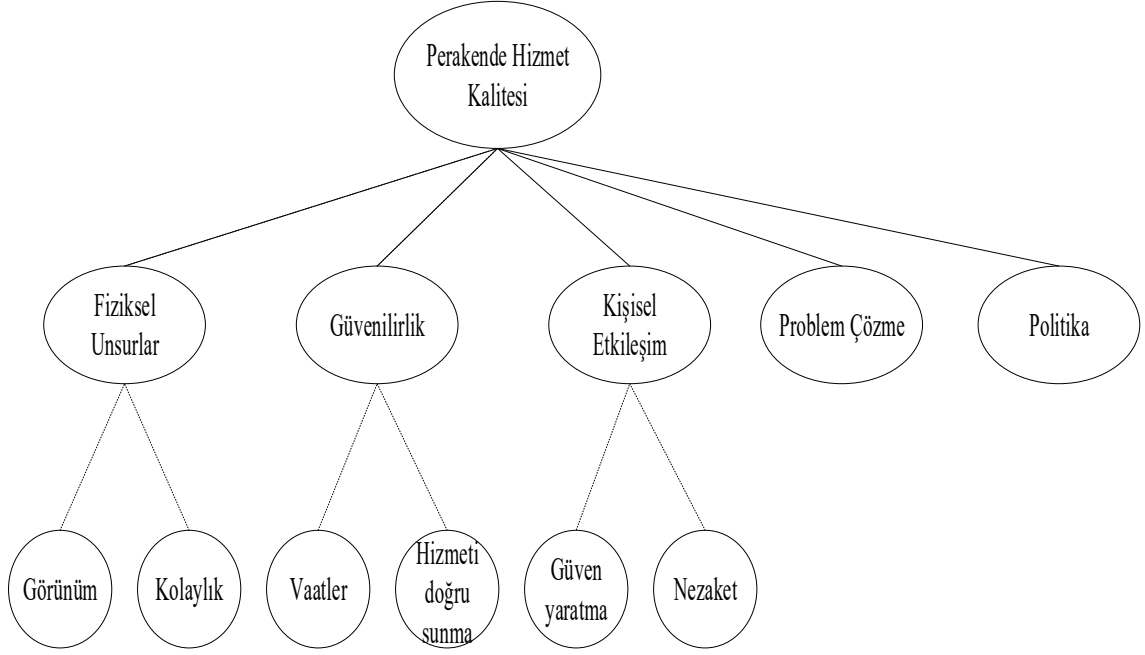 Perakende Hizmet
Kalitesi
Fiziksel
Unsurlar
Güvenilirlik
Kişisel
Etkileşim
Problem Çözme
Politika
Görünüm
Kolaylık
Vaatler
Hizmeti
doğru
sunma
Güven
yaratma
Nezaket